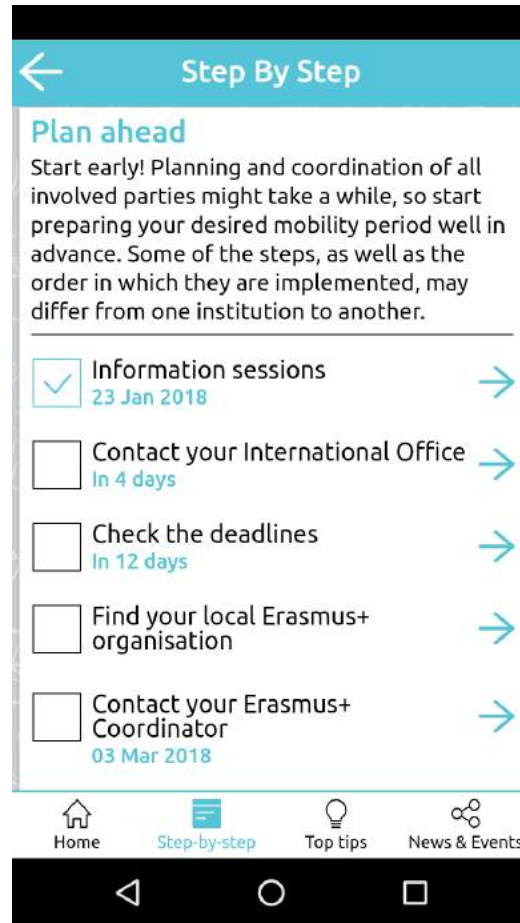 Step By Step
Plan ahead
Start early! Planning and coordination of all
involved parties might take a while, so start
preparing your desired mobility period well in
advance. Some of the steps, as well as the
order in which they are implemented, may
differ from one institution to another.
Information sessions
23 Jan 2018
Contact your International Office
In 4 days
Check the deadlines
In 12 days
Find your local Erasmus+
organisation
Contact your Erasmus+
Coordinator
03 Mar 2018
Home Step-by-step Top tips News & Events